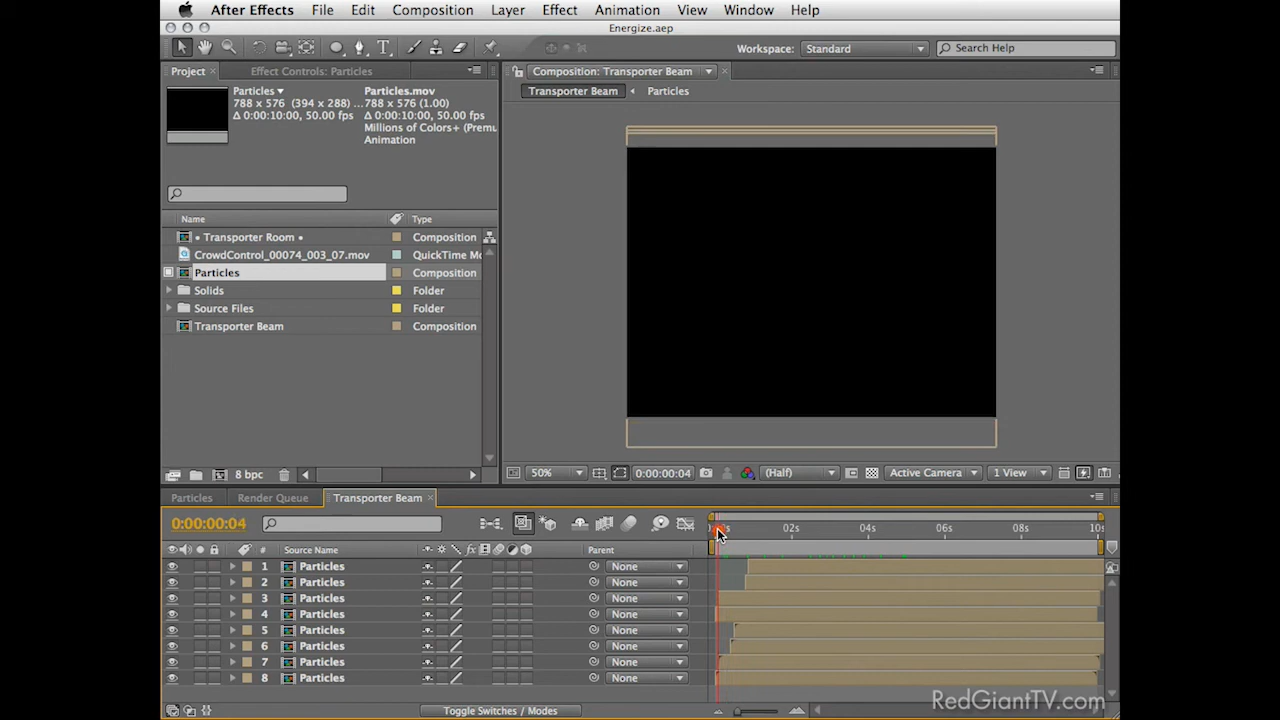 After Effects File Edit Composition Layer Effect Animation View Window Help
Energize.aep
Workspace: Standard Search Help
Project Effect Controls: Particles Composition: Transporter Beam
Transporter Beam Particles
Particles Particles.mov
788 x 576 (394 x 288) ... 788 x 576 (1.00)
Δ 0:00:10:00, 50.00 fps Δ 0:00:10:00, 50.00 fps
Millions of Colors+ (Premu
Animation
Name Type
• Transporter Room • Composition
CrowdControl_00074_003_07.mov QuickTime Mo
Particles Composition
Solids Folder
Source Files Folder
Transporter Beam Composition
8 bpc
50% 0:00:00:04 (Half) Active Camera 1 View
Particles Render Queue Transporter Beam
0:00:00:04
02s 04s 06s 08s 10s
# Source Name Parent
1 Particles None
2 Particles None
3 Particles None
4 Particles None
5 Particles None
6 Particles None
7 Particles None
8 Particles None
Toggle Switches / Modes
RedGiantTV.com